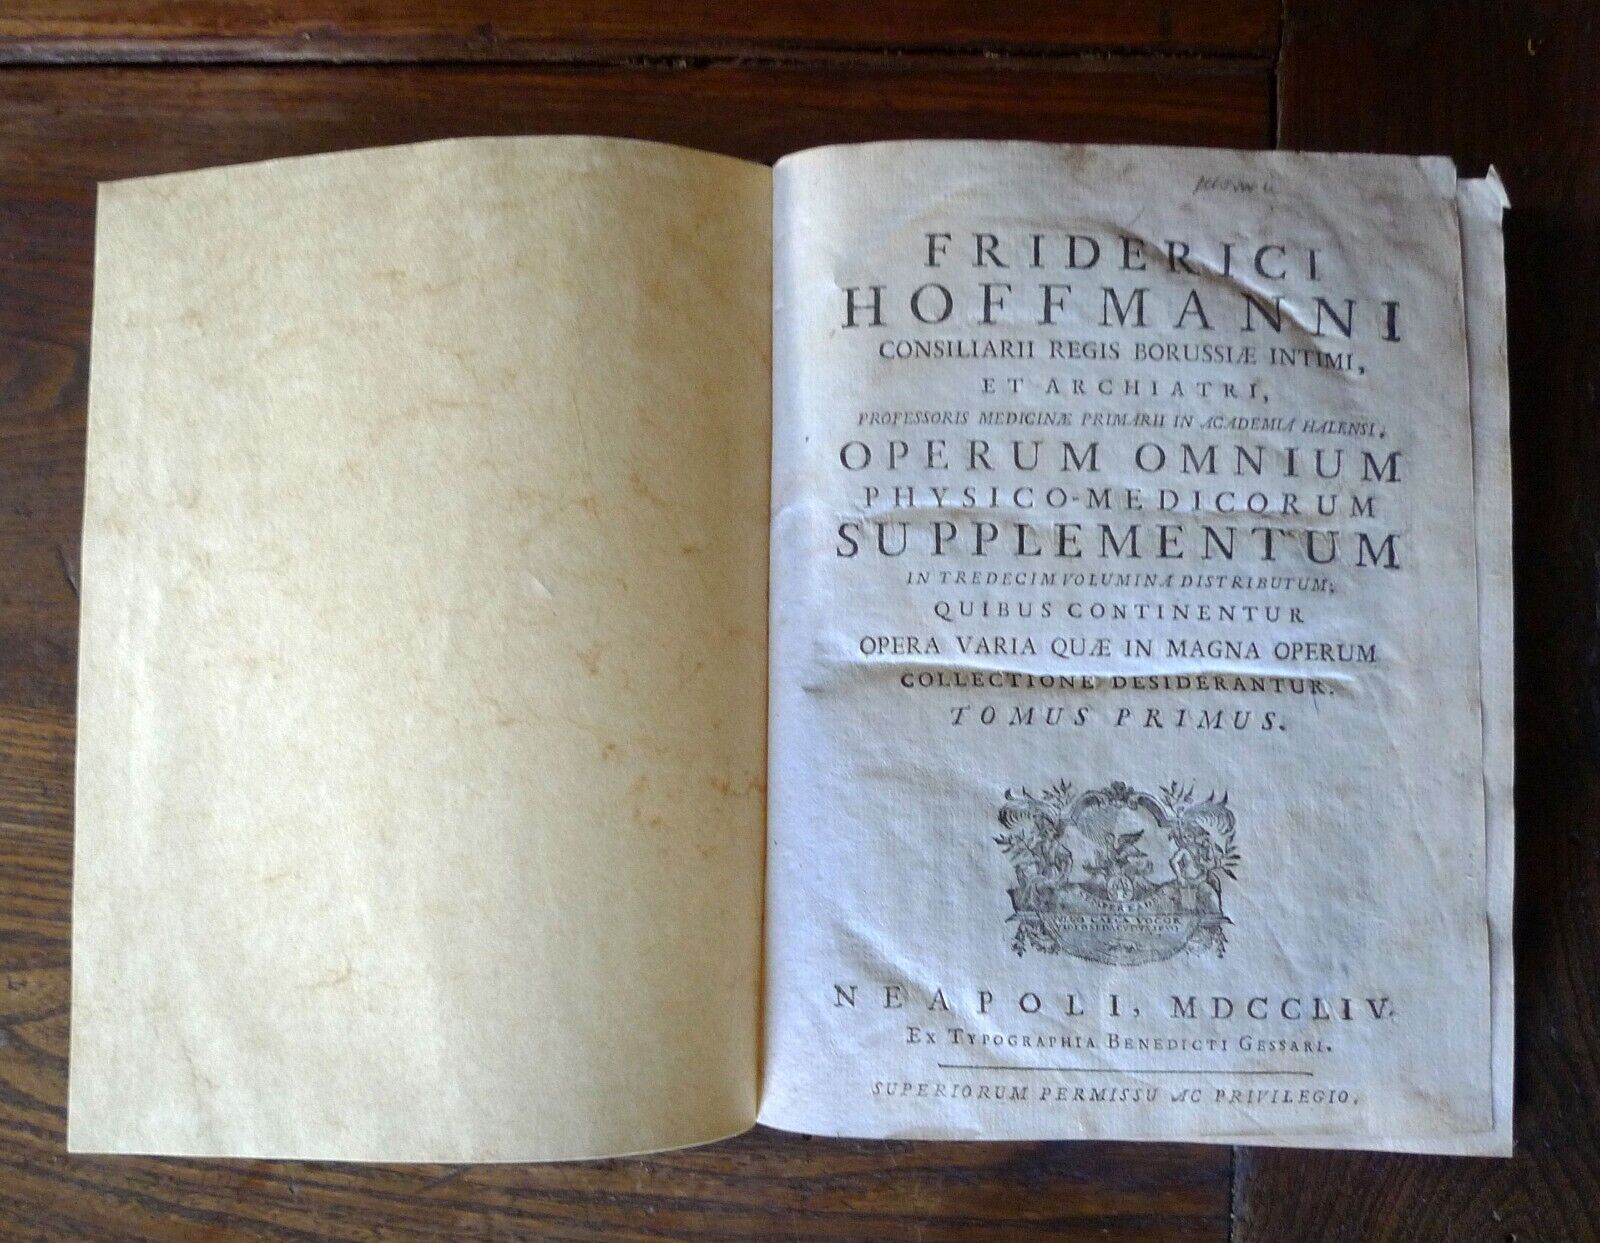 FRIDERICI
HOFFMANNI
CONSILIARII REGIS BORUSSIÆ INTIMI,
ET ARCHIATRI,
PROFESSORIS MEDICINÆ PRIMARII IN ACADEMIA HALENSI,
OPERUM OMNIUM
PHYSICO-MEDICORUM
SUPPLEMENTUM
IN TREDECIM VOLUMINA DISTRIBUTUM;
QUIBUS CONTINENTUR
OPERA VARIA QUÆ IN MAGNA OPERUM
COLLECTIONE DESIDERANTUR.
TOMUS PRIMUS.
SEMPER EADEM
NEAPOLI, MDCCLIV.
EX TYPOGRAPHIA BENEDICTI GESSARI.
SUPERIORUM PERMISSU AC PRIVILEGIO.